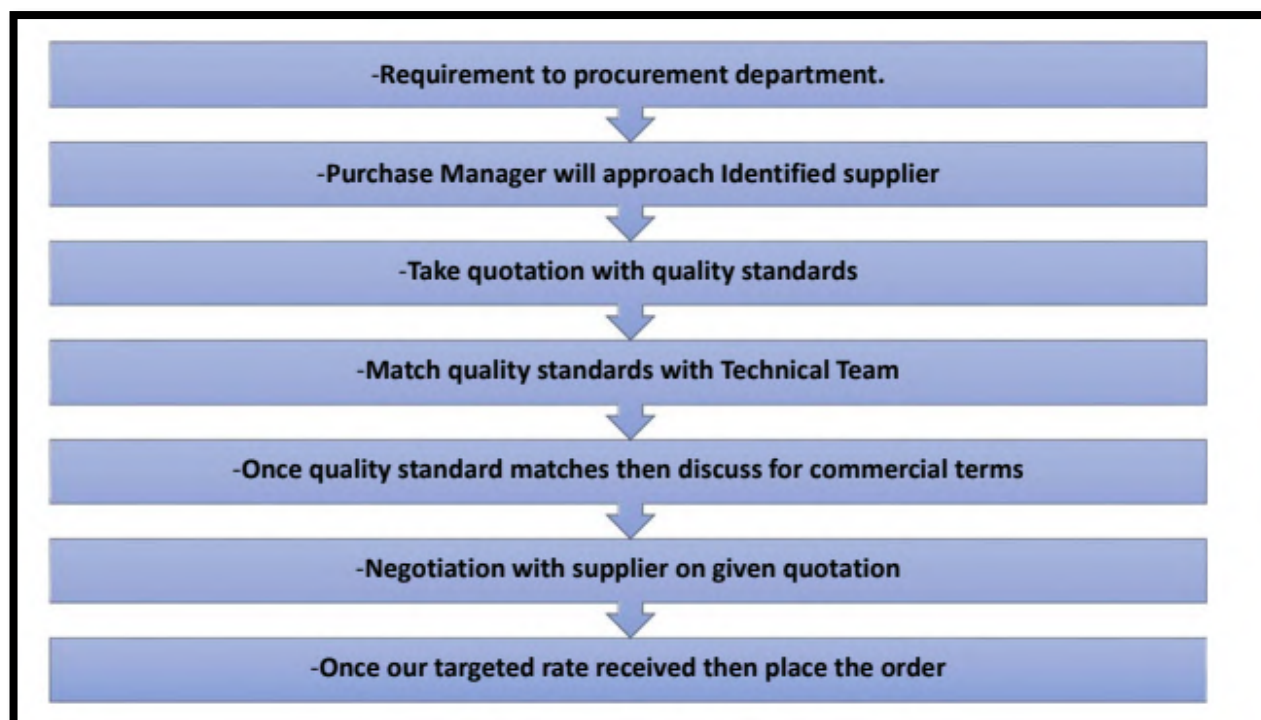 -Requirement to procurement department.
-Purchase Manager will approach Identified supplier
-Take quotation with quality standards
-Match quality standards with Technical Team
-Once quality standard matches then discuss for commercial terms
-Negotiation with supplier on given quotation
-Once our targeted rate received then place the order